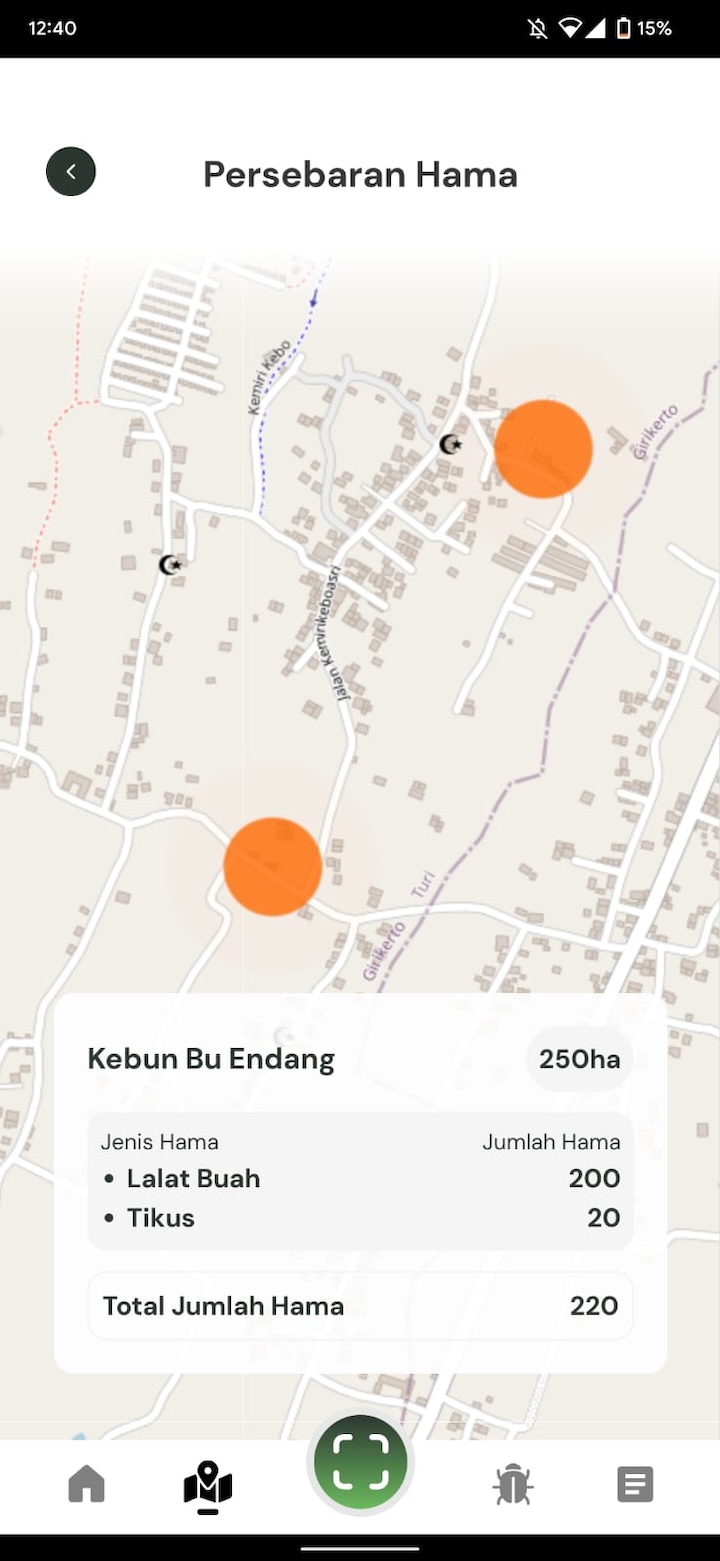 12:40
15%
Persebaran Hama
Kemiri Kebo
Girikerto
Jalan Kemirikeboasri
Turi
Girikerto
Kebun Bu Endang
250ha
Jenis Hama Jumlah Hama
• Lalat Buah 200
• Tikus 20
Total Jumlah Hama 220